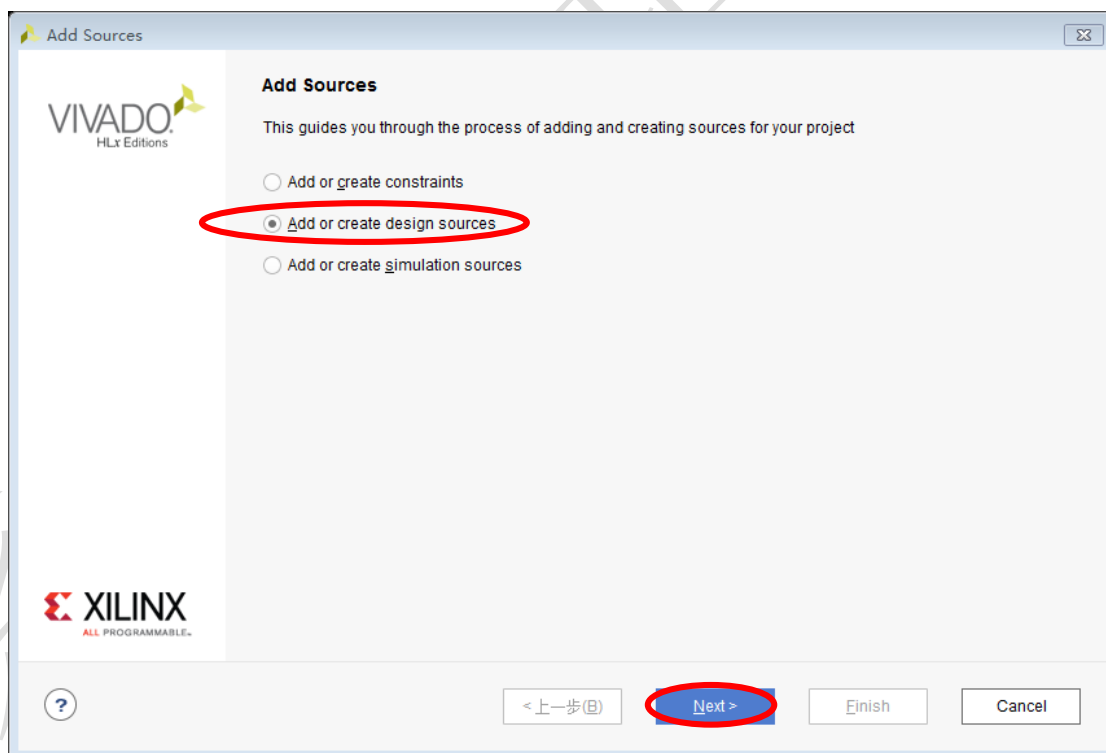 Add Sources
VIVADO.
HLx Editions
Add Sources
This guides you through the process of adding and creating sources for your project
Add or create constraints
Add or create design sources
Add or create simulation sources
XILINX
ALL PROGRAMMABLE™
?
<上一步(B)
Next >
Finish
Cancel